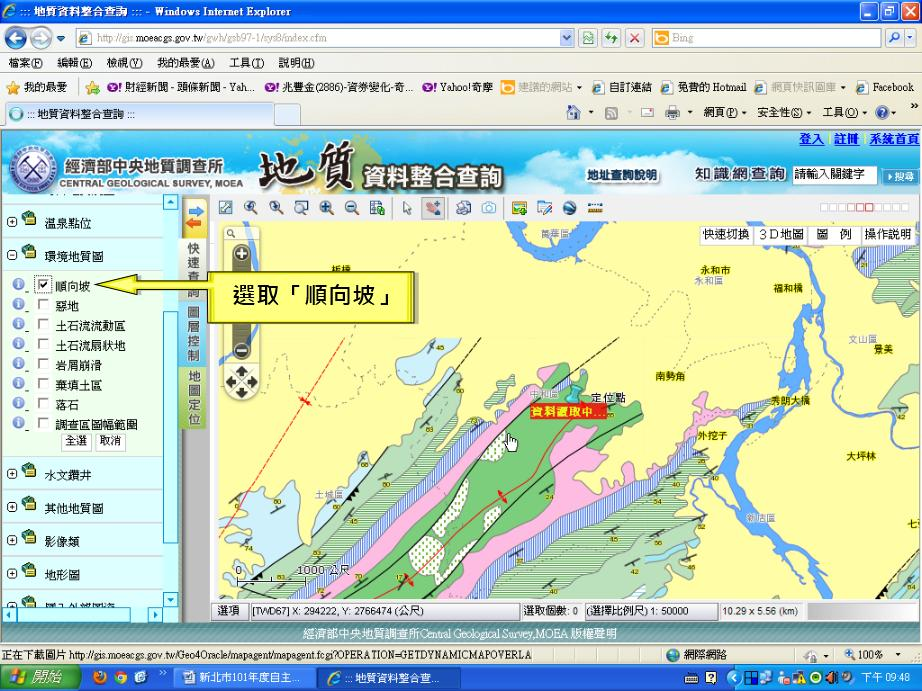 ::: 地質資料整合查詢 ::: - Windows Internet Explorer
http://gis.moeacgs.gov.tw/gwh/gsb97-1/sys8/index.cfm
Bing
檔案(F) 編輯(E) 檢視(V) 我的最愛(A) 工具(T) 說明(H)
我的最愛 財經新聞 - 頭條新聞 - Yah... 兆豐金(2886)-資券變化-奇... Yahoo!奇摩 建議的網站 自訂連結 免費的 Hotmail 網頁快訊圖庫 Facebook
::: 地質資料整合查詢 :::
網頁(P) 安全性(S) 工具(O)
登入 註冊 系統首頁
經濟部中央地質調查所
CENTRAL GEOLOGICAL SURVEY, MOEA
地質 資料整合查詢
地址查詢說明
知識網查詢 請輸入關鍵字 搜尋
溫泉點位
環境地質圖
順向坡
惡地
土石流流動區
土石流扇狀地
岩屑崩滑
棄填土區
落石
調查區圖幅範圍
全選 取消
水文鑽井
其他地質圖
影像類
地形圖
圖層控制
地圖定位
選取「順向坡」
快速切換 3D地圖 圖 例 操作說明
萬華區
板橋
永和市
永和區
福和橋
文山區
景美
南勢角
中和區
定位點
資料讀取中...
秀朗大橋
外挖子
大坪林
土城區
新店區
七
0 1000 公尺
選項 [TWD67] X: 294222, Y: 2766474 (公尺) 選取個數: 0 (選擇比例尺) 1: 50000 10.29 x 5.56 (km)
經濟部中央地質調查所Central Geological Survey,MOEA 版權聲明
正在下載圖片 http://gis.moeacgs.gov.tw/Geo4Oracle/mapagent/mapagent.fcgi?OPERATION=GETDYNAMICMAPOVERLA
網際網路
100%
開始 新北市101年度自主... ::: 地質資料整合查...
下午 09:48